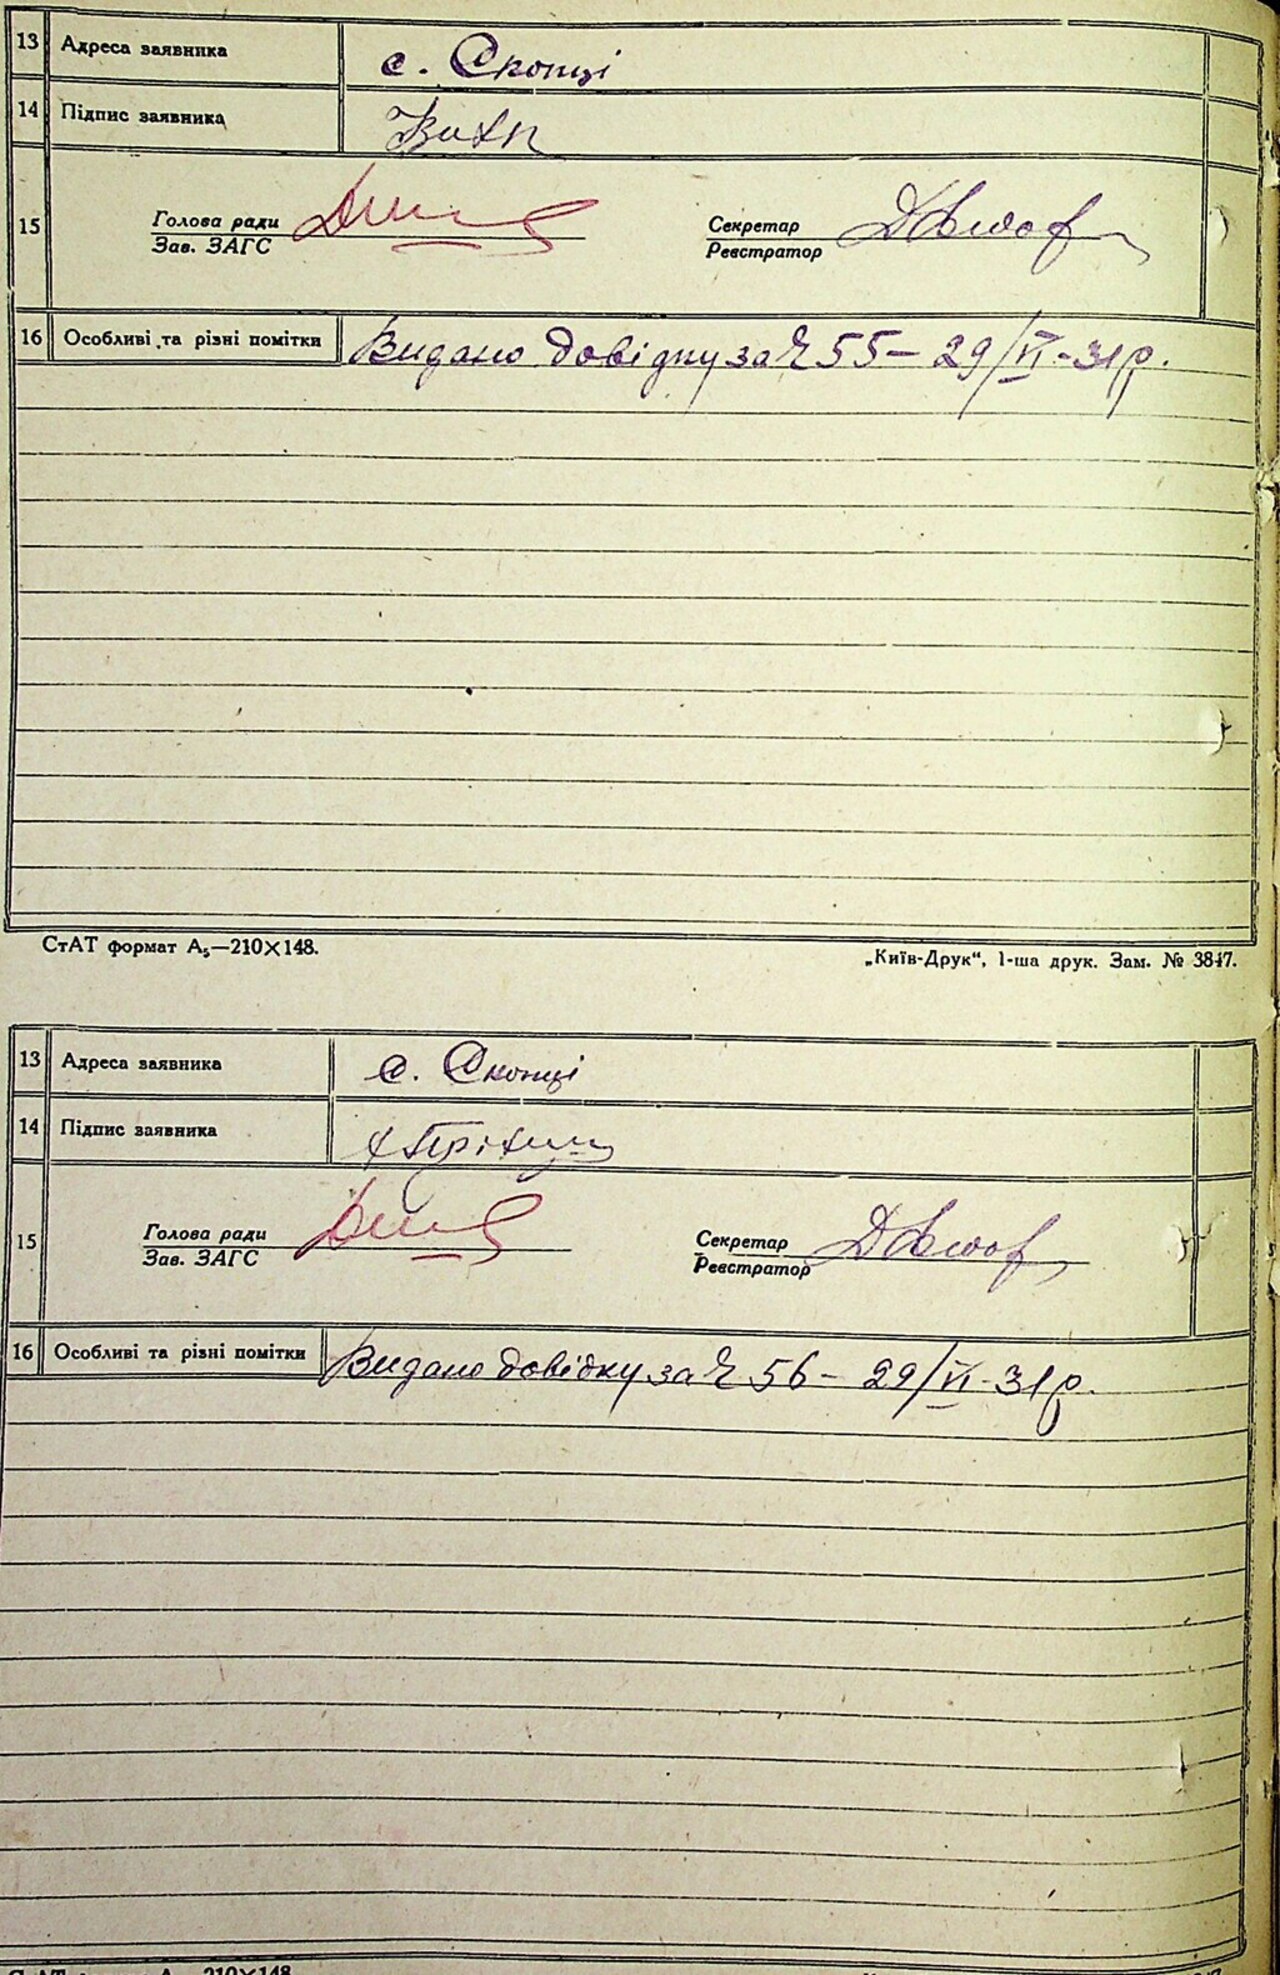 13 Адреса заявника с. Скопці
14 Підпис заявника
15 Голова ради Секретар
Зав. ЗАГС Реєстратор
16 Особливі та різні помітки Видано довідку за Ч 55 – 29/VI – 31 р.
СтАТ формат А₅—210×148. „Київ-Друк“, 1-ша друк. Зам. № 3847.
13 Адреса заявника с. Скопці
14 Підпис заявника
15 Голова ради Секретар
Зав. ЗАГС Реєстратор
16 Особливі та різні помітки Видано довідку за Ч 56 – 29/VI – 31 р.